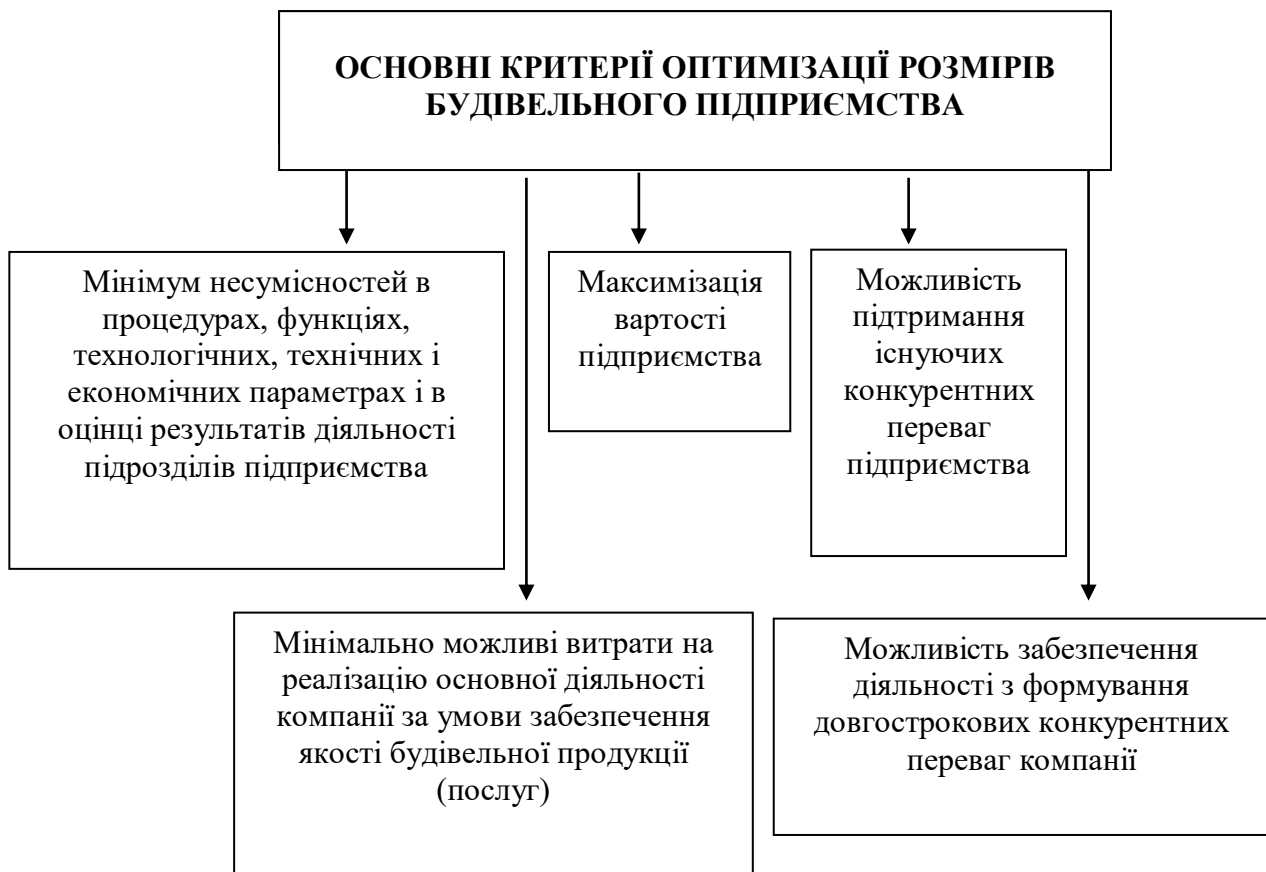 ОСНОВНІ КРИТЕРІЇ ОПТИМІЗАЦІЇ РОЗМІРІВ
БУДІВЕЛЬНОГО ПІДПРИЄМСТВА
Мінімум несумісностей в
процедурах, функціях,
технологічних, технічних і
економічних параметрах і в
оцінці результатів діяльності
підрозділів підприємства
Максимізація
вартості
підприємства
Можливість
підтримання
існуючих
конкурентних
переваг
підприємства
Мінімально можливі витрати на
реалізацію основної діяльності
компанії за умови забезпечення
якості будівельної продукції
(послуг)
Можливість забезпечення
діяльності з формування
довгострокових конкурентних
переваг компанії